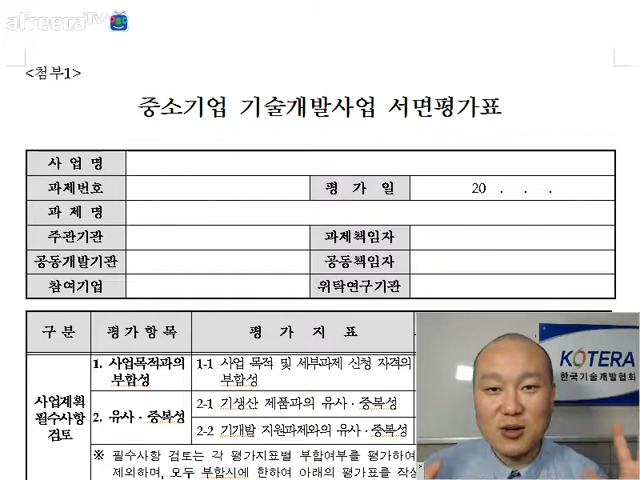 afreecaTV
<첨부1>
중소기업 기술개발사업 서면평가표
사 업 명
과제번호 평 가 일 20 . . .
과 제 명
주관기관 과제책임자
공동개발기관 공동책임자
참여기업 위탁연구기관
구 분 평 가 항 목 평 가 지 표
사업계획 필수사항 검토
1. 사업목적과의
부합성
1-1 사업 목적 및 세부과제 신청 자격의
부합성
2. 유사·중복성
2-1 기생산 제품과의 유사·중복성
2-2 기개발 지원과제와의 유사·중복성
※ 필수사항 검토는 각 평가지표별 부합여부를 평가하여
제외하며, 모두 부합시에 한하여 아래의 평가표를 작성
KOTERA
한국기술개발협회